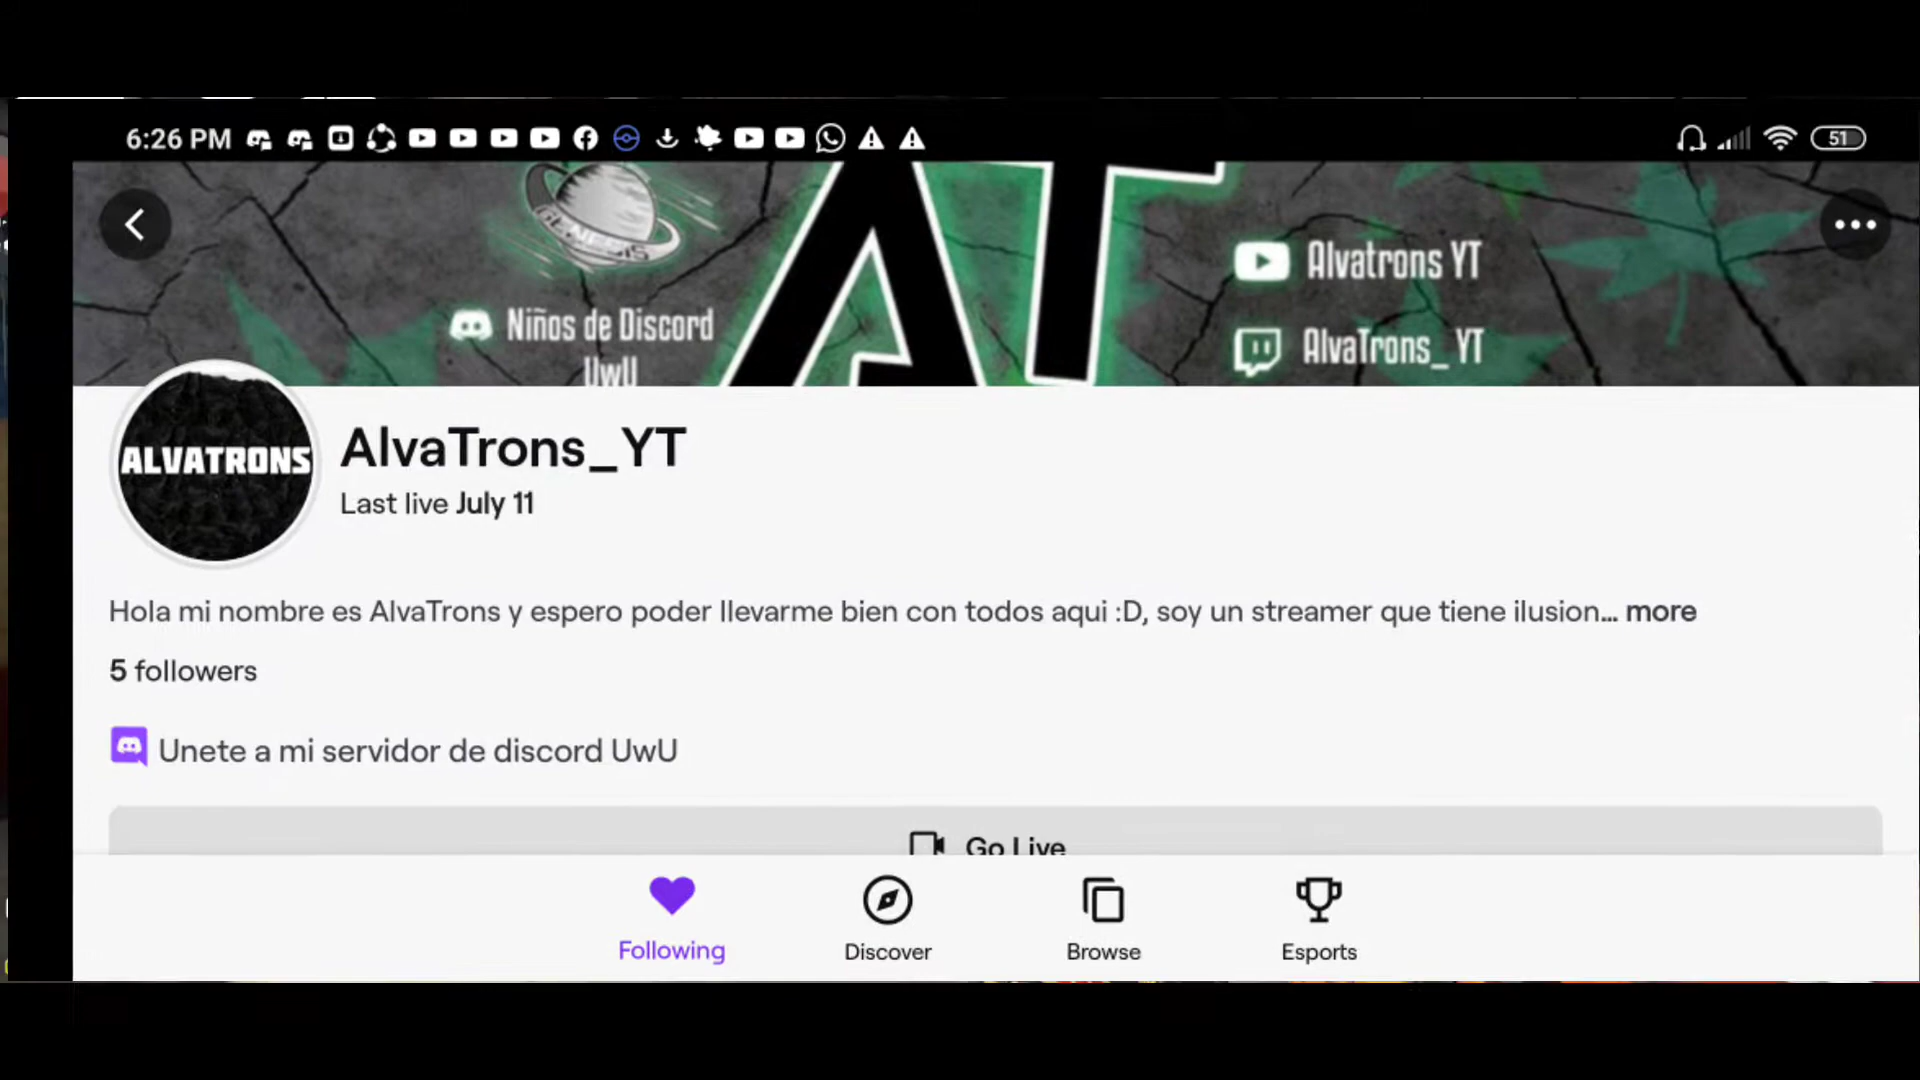 6:26 PM
51
GENESIS
AT
Alvatrons YT
Niños de Discord
UwU
AlvaTrons_YT
ALVATRONS
AlvaTrons_YT
Last live July 11
Hola mi nombre es AlvaTrons y espero poder llevarme bien con todos aqui :D, soy un streamer que tiene ilusion... more
5 followers
Unete a mi servidor de discord UwU
Go Live
Following
Discover
Browse
Esports